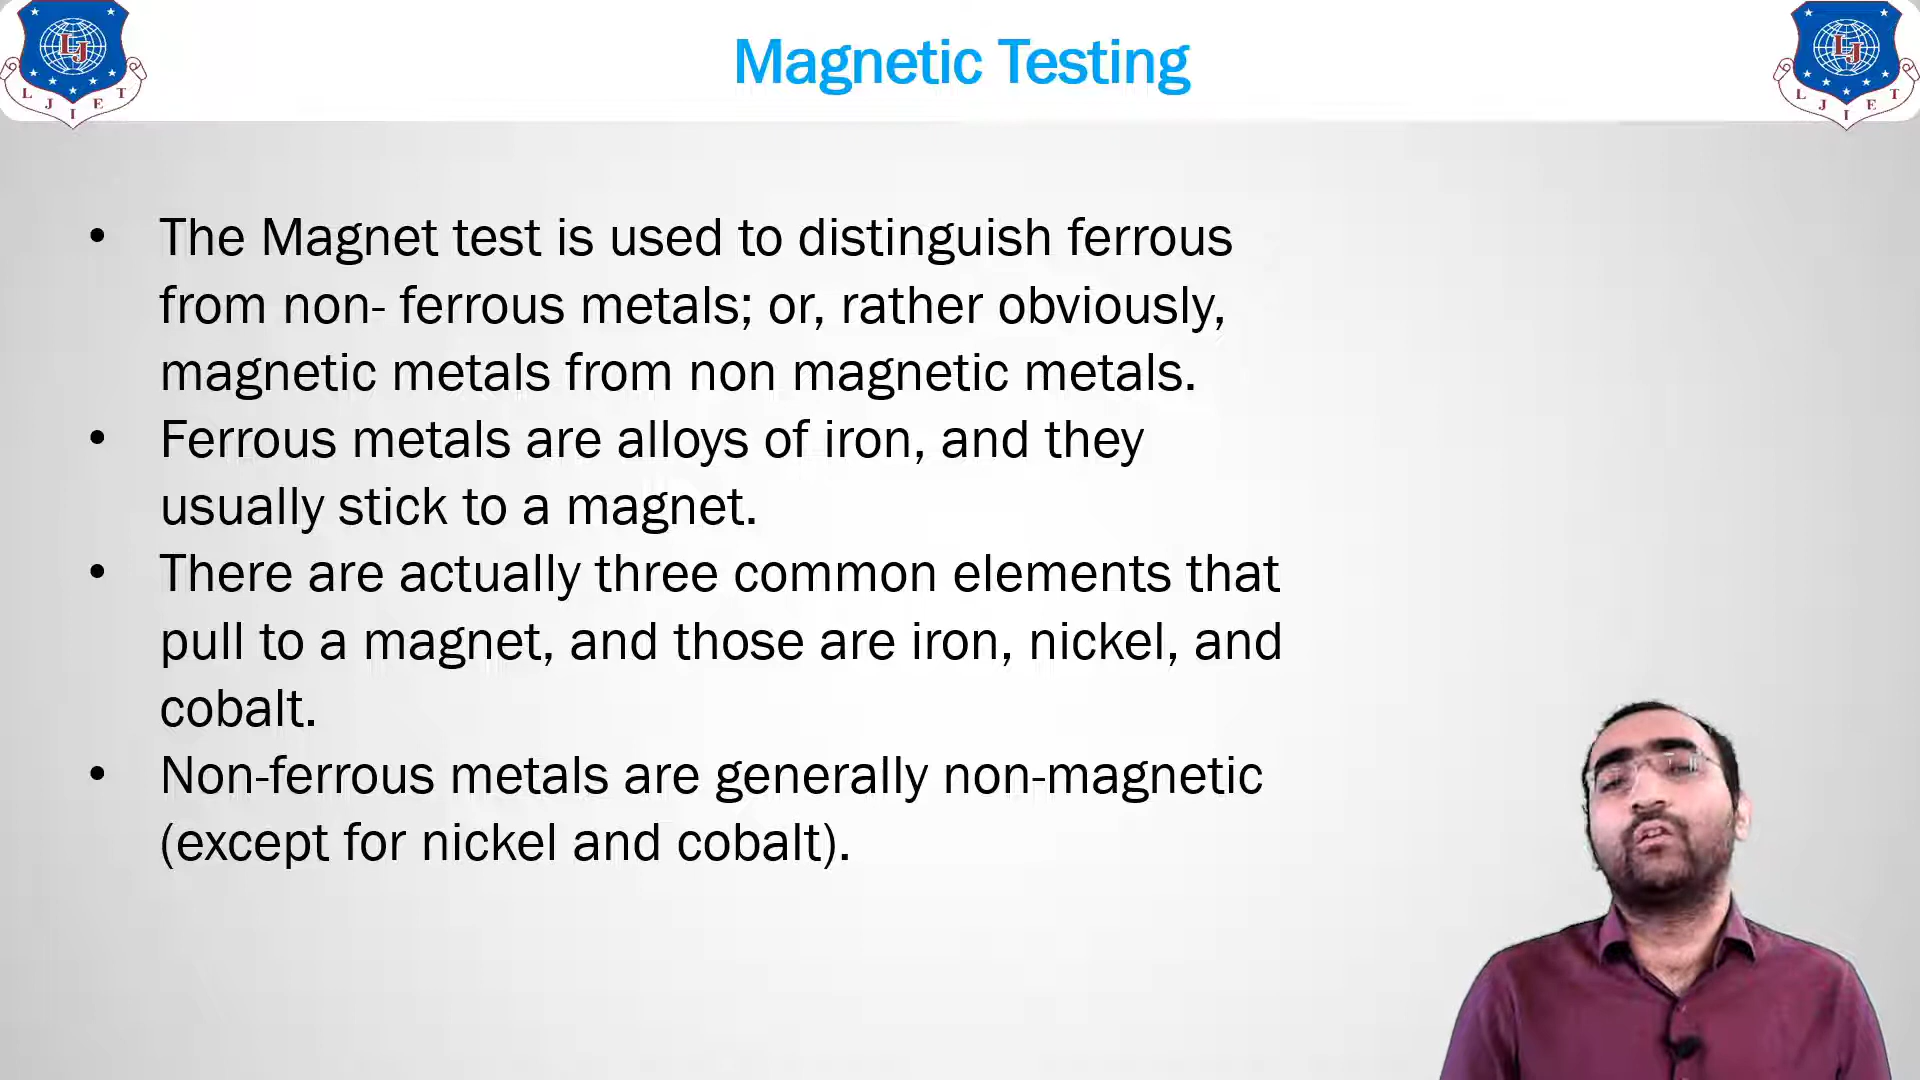 Magnetic Testing
LJ
L J I E T
LJ
L J I E T
• The Magnet test is used to distinguish ferrous
from non- ferrous metals; or, rather obviously,
magnetic metals from non magnetic metals.
• Ferrous metals are alloys of iron, and they
usually stick to a magnet.
• There are actually three common elements that
pull to a magnet, and those are iron, nickel, and
cobalt.
• Non-ferrous metals are generally non-magnetic
(except for nickel and cobalt).